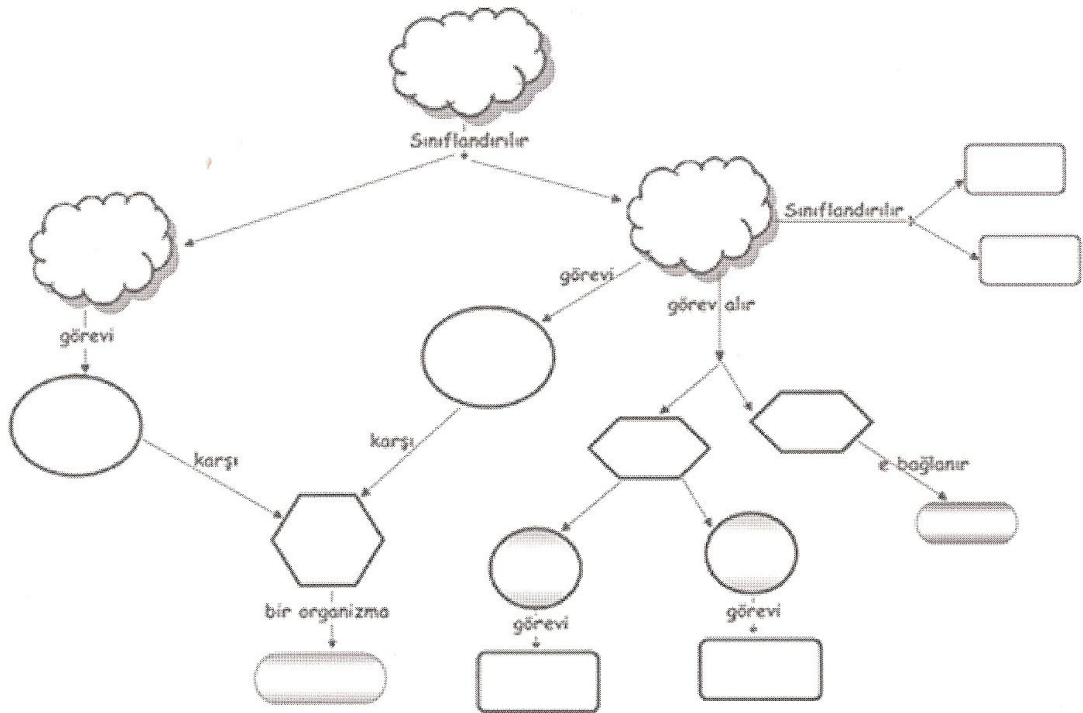 Sınıflandırılır
Sınıflandırılır
görevi
görev alır
görevi
karşı
karşı
e bağlanır
bir organizma
görevi
görevi